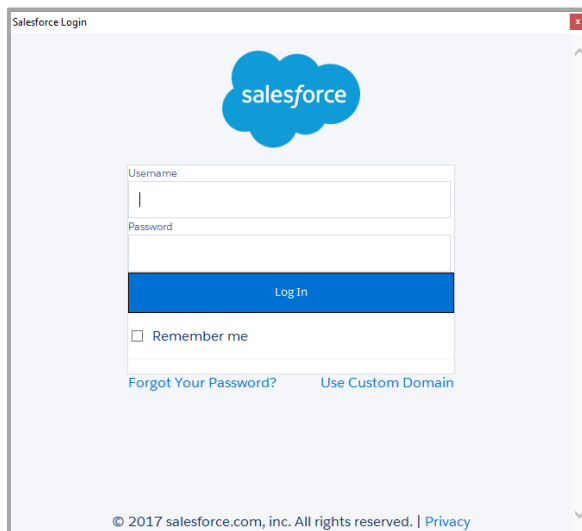 Salesforce Login
x
salesforce
Username
Password
Log In
Remember me
Forgot Your Password? Use Custom Domain
© 2017 salesforce.com, inc. All rights reserved. | Privacy